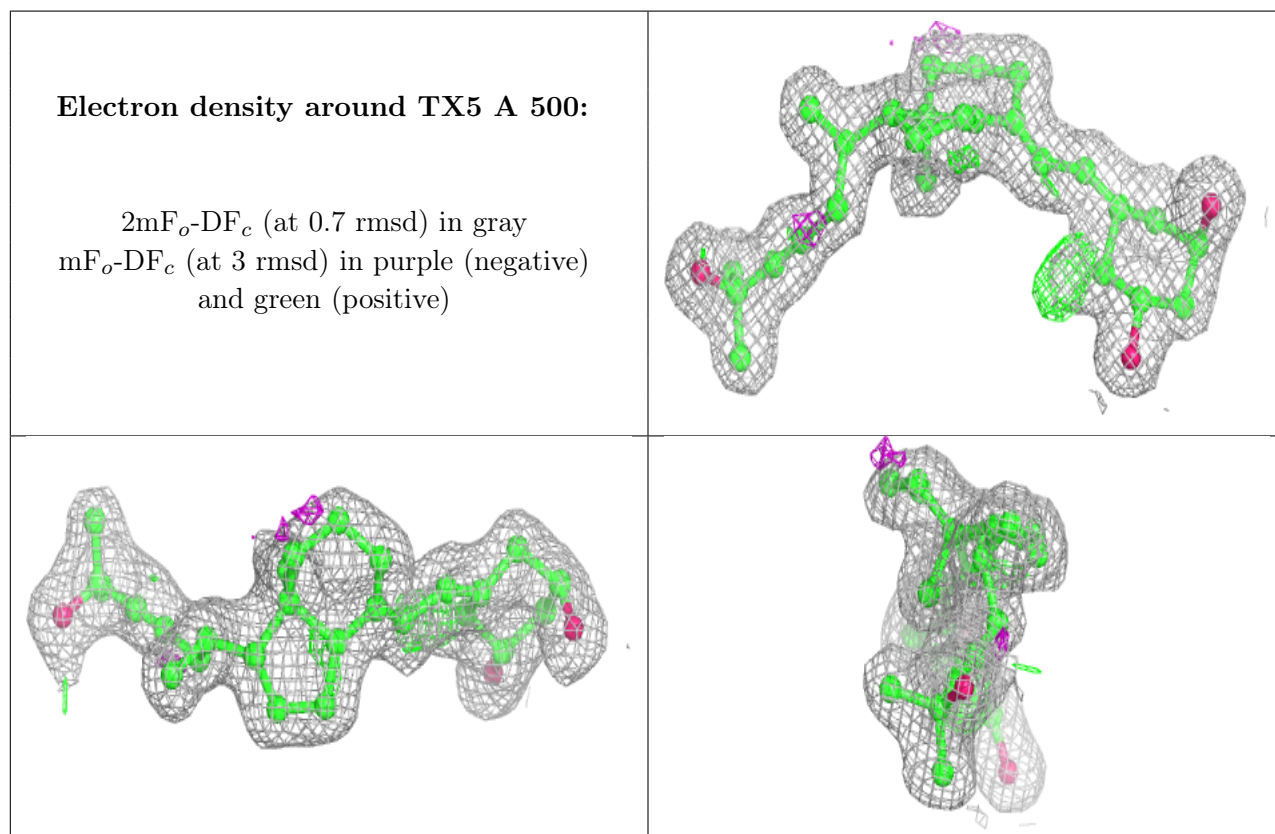 Electron density around TX5 A 500:
2mFo-DFc (at 0.7 rmsd) in gray
mFo-DFc (at 3 rmsd) in purple (negative)
and green (positive)